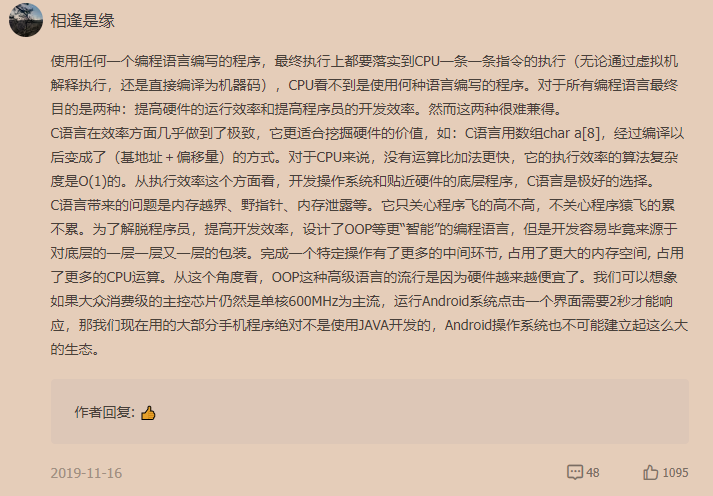 相逢是缘
使用任何一个编程语言编写的程序，最终执行上都要落实到CPU一条一条指令的执行（无论通过虚拟机
解释执行，还是直接编译为机器码），CPU看不到是使用何种语言编写的程序。对于所有编程语言最终
目的是两种：提高硬件的运行效率和提高程序员的开发效率。然而这两种很难兼得。
C语言在效率方面几乎做到了极致，它更适合挖掘硬件的价值，如：C语言用数组char a[8]，经过编译以
后变成了（基地址＋偏移量）的方式。对于CPU来说，没有运算比加法更快，它的执行效率的算法复杂
度是O(1)的。从执行效率这个方面看，开发操作系统和贴近硬件的底层程序，C语言是极好的选择。
C语言带来的问题是内存越界、野指针、内存泄露等。它只关心程序飞的高不高，不关心程序猿飞的累
不累。为了解脱程序员，提高开发效率，设计了OOP等更“智能”的编程语言，但是开发容易毕竟来源于
对底层的一层一层又一层的包装。完成一个特定操作有了更多的中间环节, 占用了更大的内存空间, 占用
了更多的CPU运算。从这个角度看，OOP这种高级语言的流行是因为硬件越来越便宜了。我们可以想象
如果大众消费级的主控芯片仍然是单核600MHz为主流，运行Android系统点击一个界面需要2秒才能响
应，那我们现在用的大部分手机程序绝对不是使用JAVA开发的，Android操作系统也不可能建立起这么大
的生态。
作者回复: 👍
2019-11-16
48
1095